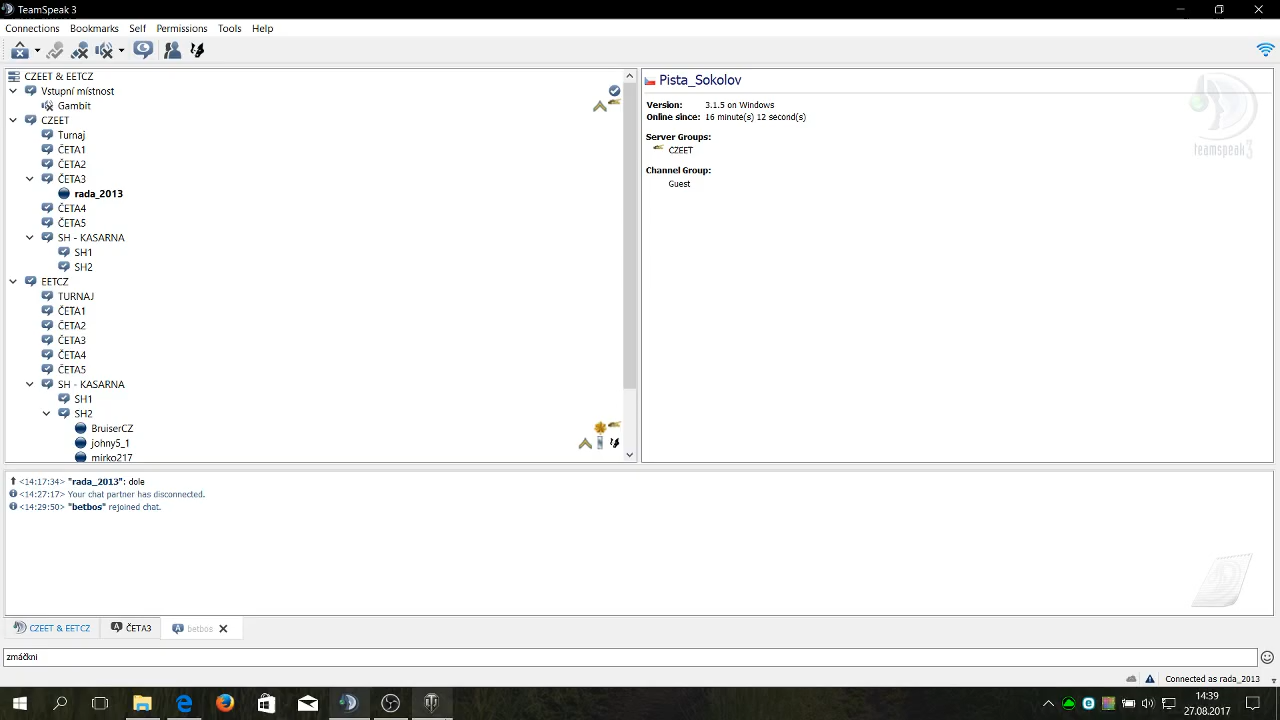 TeamSpeak 3
Connections Bookmarks Self Permissions Tools Help
CZEET & EETCZ
Vstupní místnost
Gambit
CZEET
Turnaj
ČETA1
ČETA2
ČETA3
rada_2013
ČETA4
ČETA5
SH - KASARNA
SH1
SH2
EETCZ
TURNAJ
ČETA1
ČETA2
ČETA3
ČETA4
ČETA5
SH - KASARNA
SH1
SH2
BruiserCZ
johny5_1
mirko217
Pista_Sokolov
Version: 3.1.5 on Windows
Online since: 16 minute(s) 12 second(s)
Server Groups:
CZEET
Channel Group:
Guest
teamspeak3
<14:17:34> "rada_2013": dole
<14:27:17> Your chat partner has disconnected.
<14:29:50> "betbos" rejoined chat.
CZEET & EETCZ ČETA3 betbos
zmáčkni
Connected as rada_2013
14:39
27.08.2017